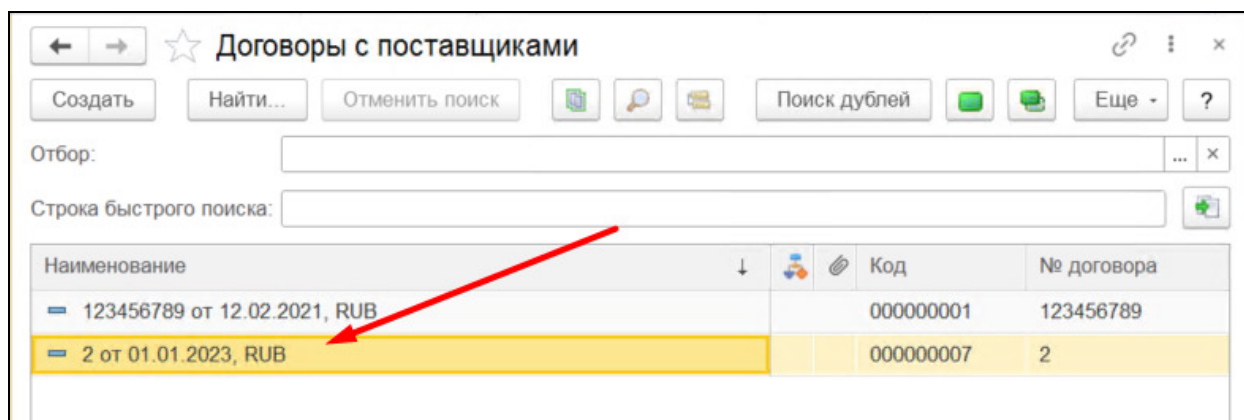 Договоры с поставщиками
Создать Найти... Отменить поиск Поиск дублей Еще ?
Отбор: ...
Строка быстрого поиска:
Наименование Код № договора
123456789 от 12.02.2021, RUB 000000001 123456789
2 от 01.01.2023, RUB 000000007 2